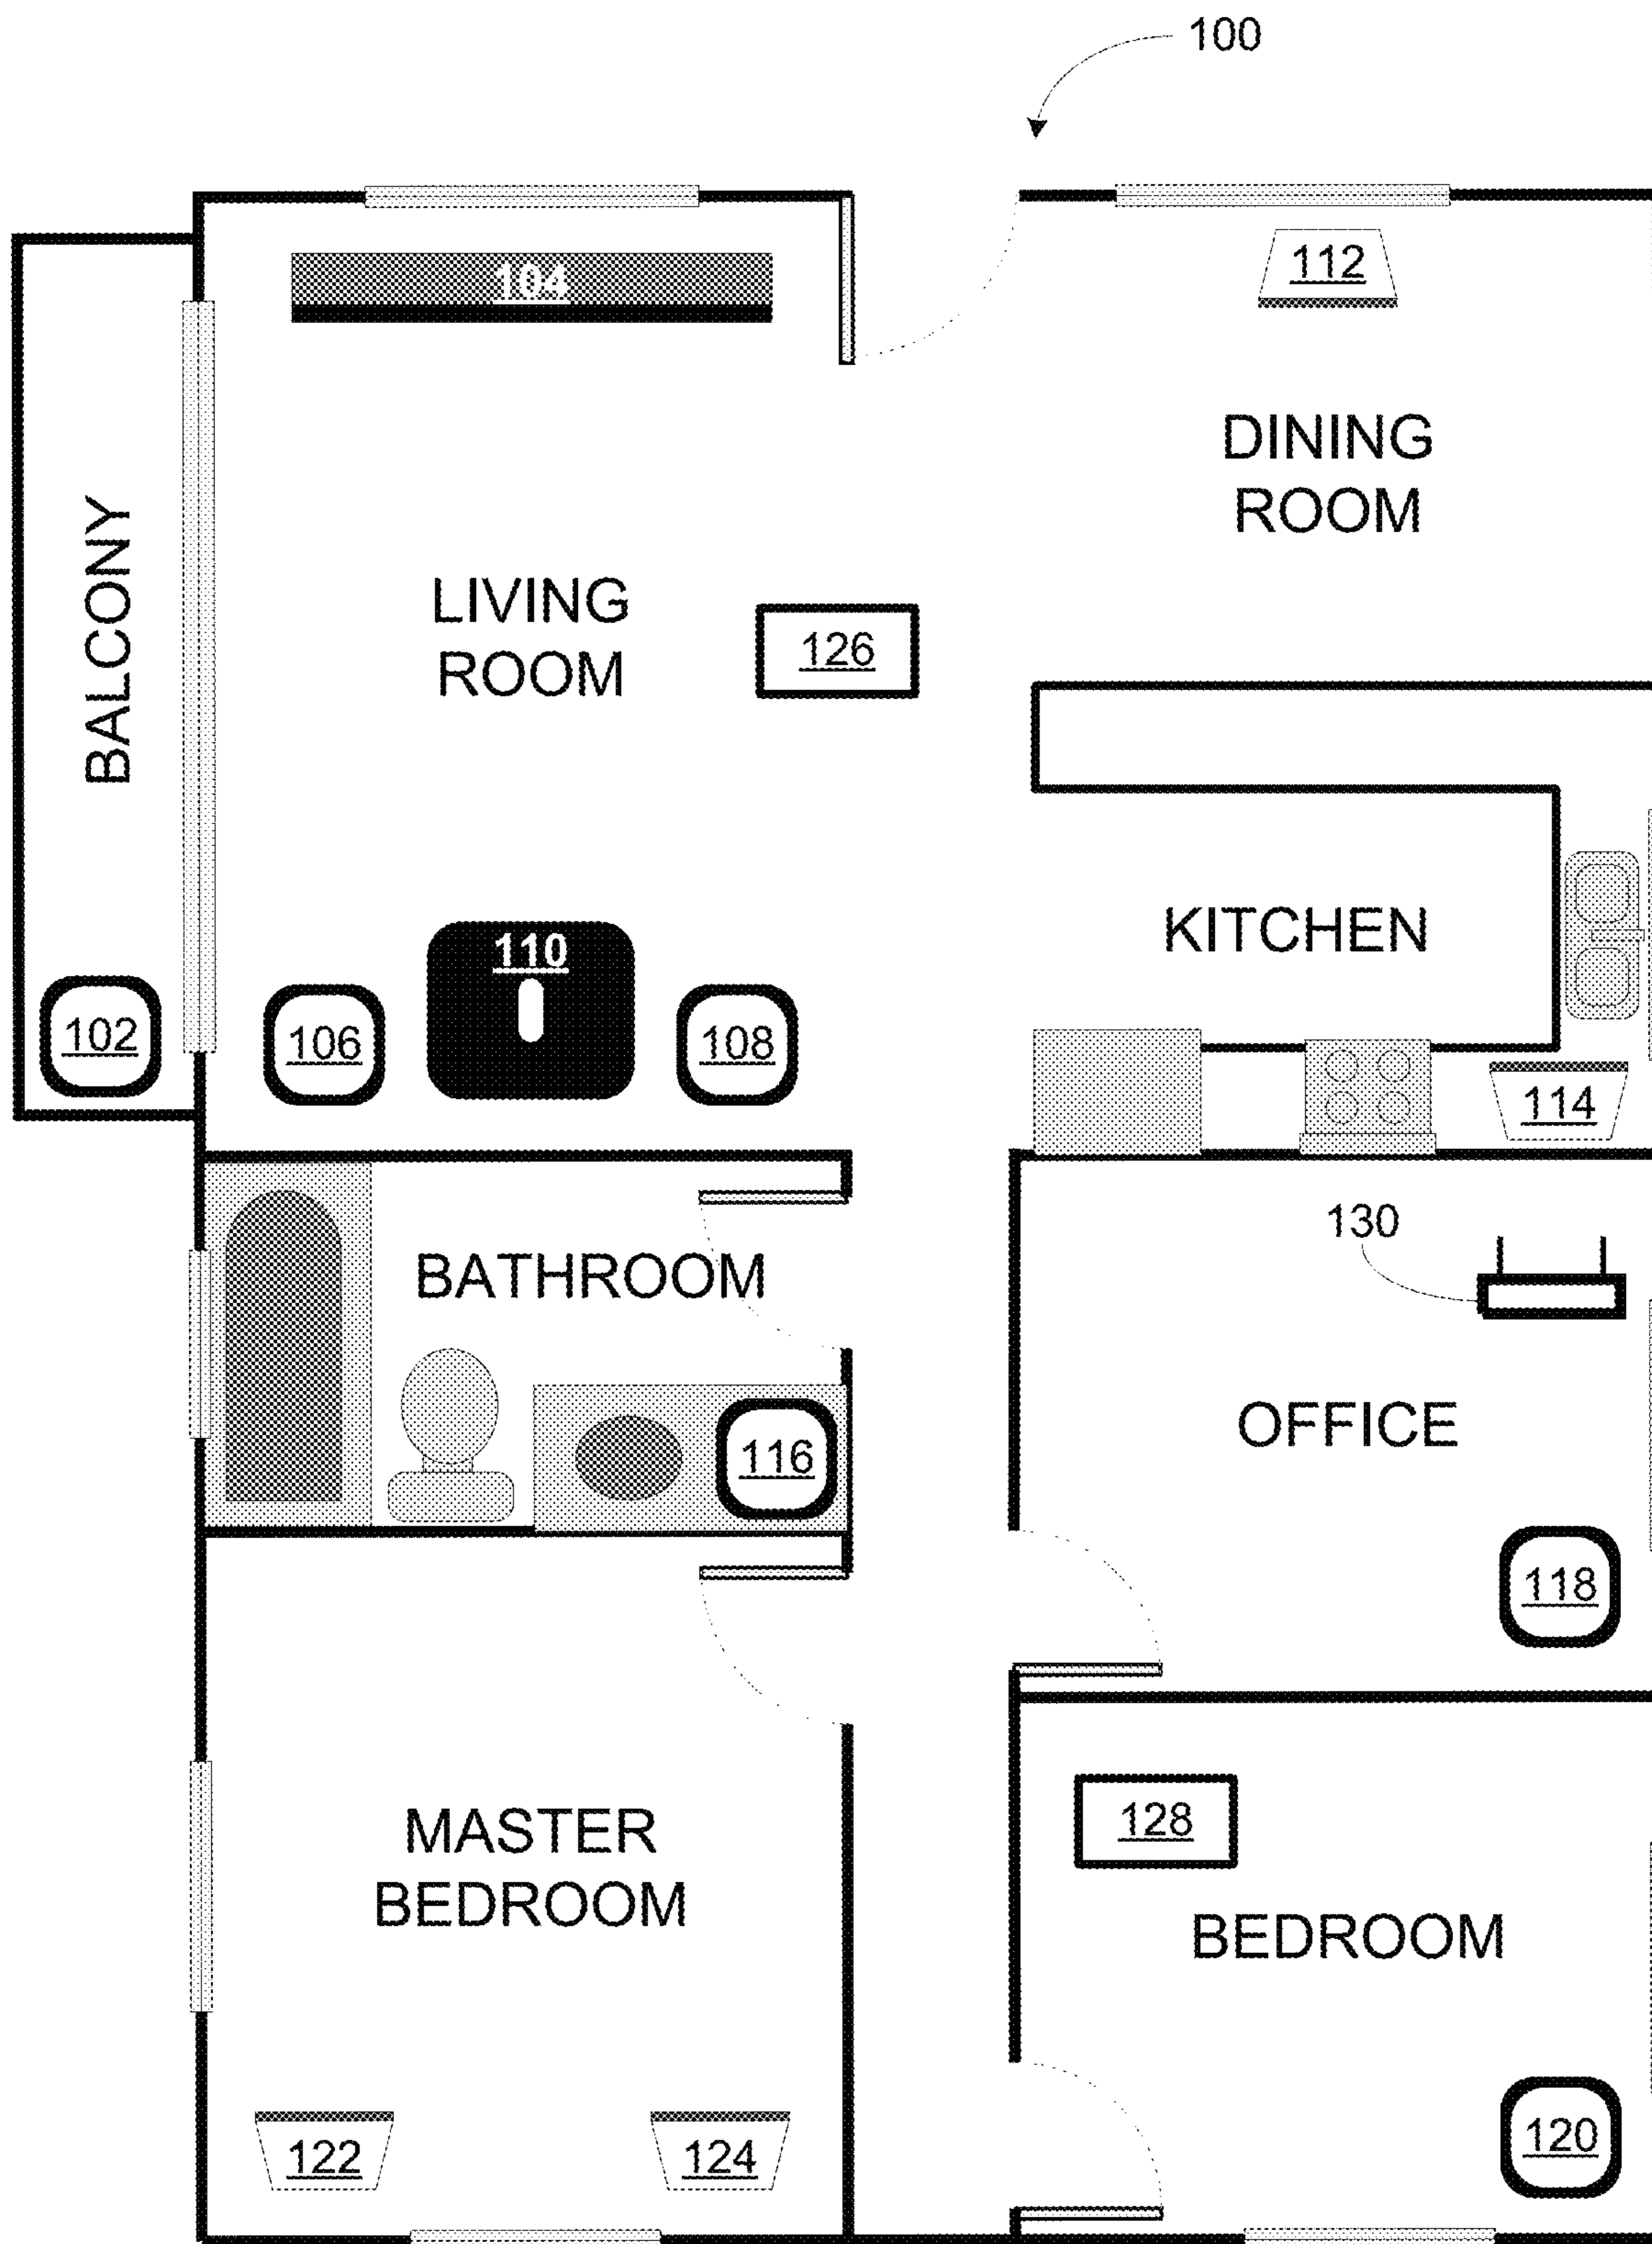 100
104
112
DINING
ROOM
BALCONY
LIVING
ROOM
126
KITCHEN
110
102
106
108
114
130
BATHROOM
OFFICE
116
118
MASTER
BEDROOM
128
BEDROOM
122
124
120